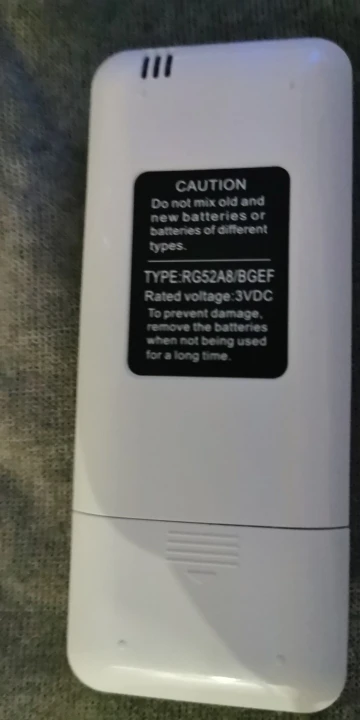 CAUTION
Do not mix old and
new batteries or
batteries of different
types.
TYPE:RG52A8/BGEF
Rated voltage:3VDC
To prevent damage,
remove the batteries
when not being used
for a long time.